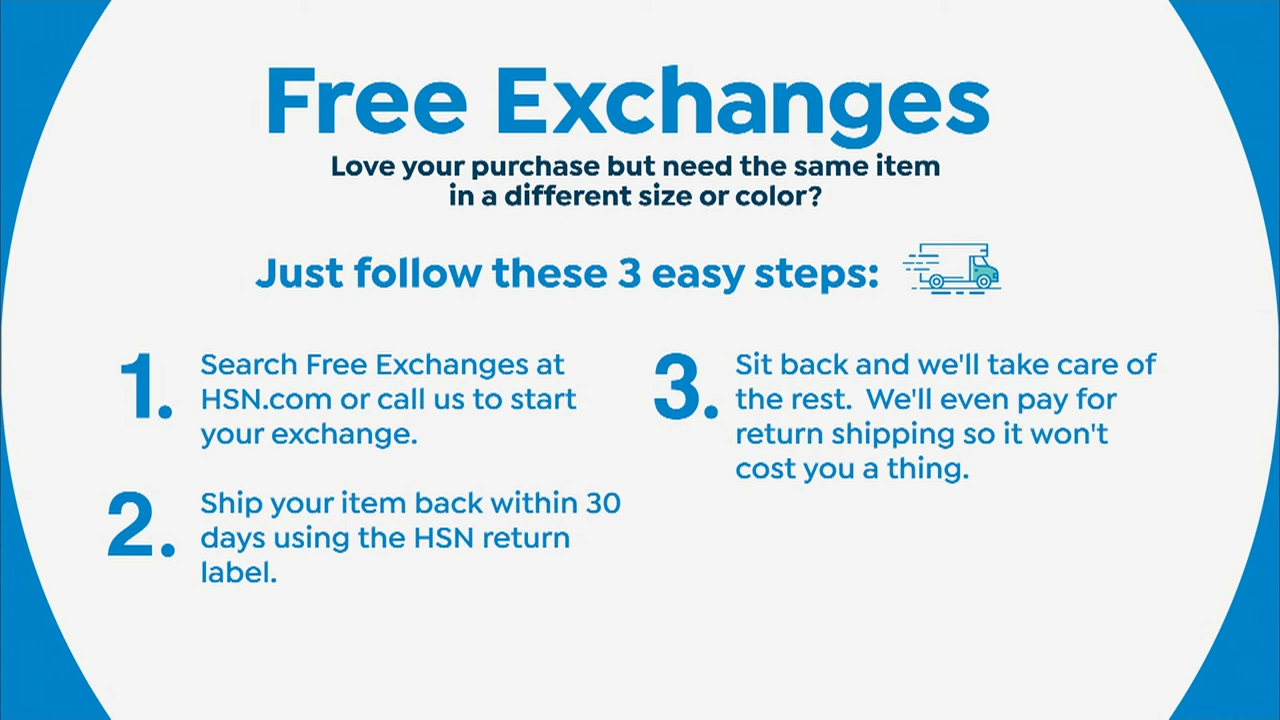 Free Exchanges
Love your purchase but need the same item
in a different size or color?
Just follow these 3 easy steps:
1. Search Free Exchanges at
HSN.com or call us to start
your exchange.
2. Ship your item back within 30
days using the HSN return
label.
3. Sit back and we'll take care of
the rest.  We'll even pay for
return shipping so it won't
cost you a thing.